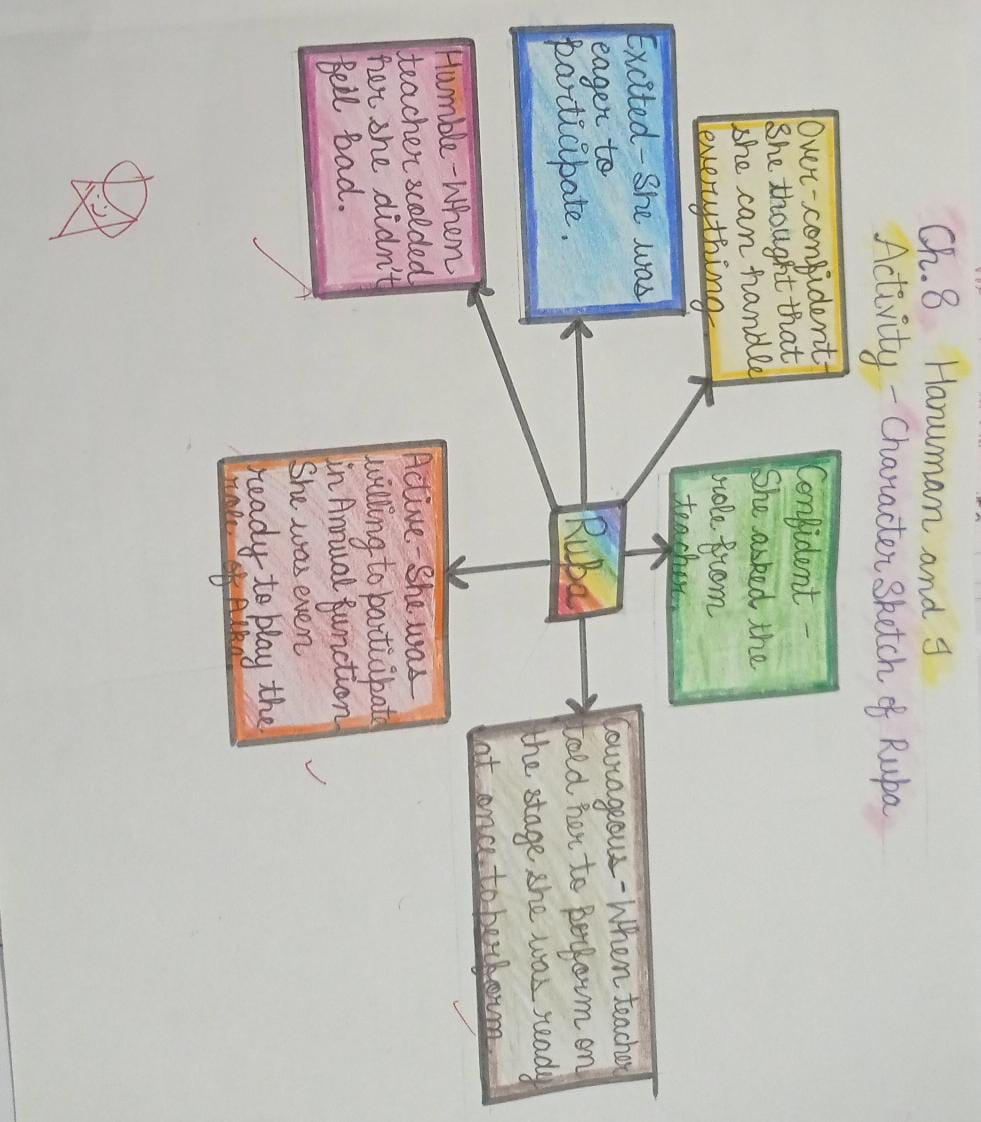 Ch.8 Hanuman and I
Activity - Character Sketch of Rupa
Over-confident-
She thought that
she can handle
everything
Confident -
She asked the
role from
teacher.
Excited - She was
eager to
participate.
Rupa
Courageous - When teacher
told her to perform on
the stage she was ready
at once to perform
Humble - When
teacher scolded
her she didn't
feel bad.
Active - She was
willing to participate
in Annual function
She was even
ready to play the
role of Alka